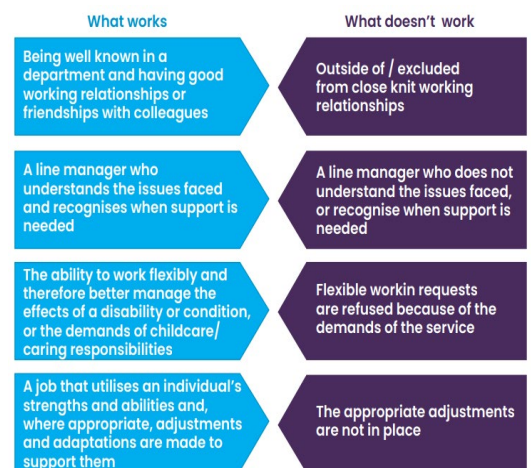 What works
What doesn't work
Being well known in a
department and having good
working relationships or
friendships with colleagues
Outside of / excluded
from close knit working
relationships
A line manager who
understands the issues faced
and recognises when support is
needed
A line manager who does not
understand the issues faced,
or recognise when support is
needed
The ability to work flexibly and
therefore better manage the
effects of a disability or condition,
or the demands of childcare/
caring responsibilities
Flexible workin requests
are refused because of the
demands of the service
A job that utilises an individual's
strengths and abilities and,
where appropriate, adjustments
and adaptations are made to
support them
The appropriate adjustments
are not in place